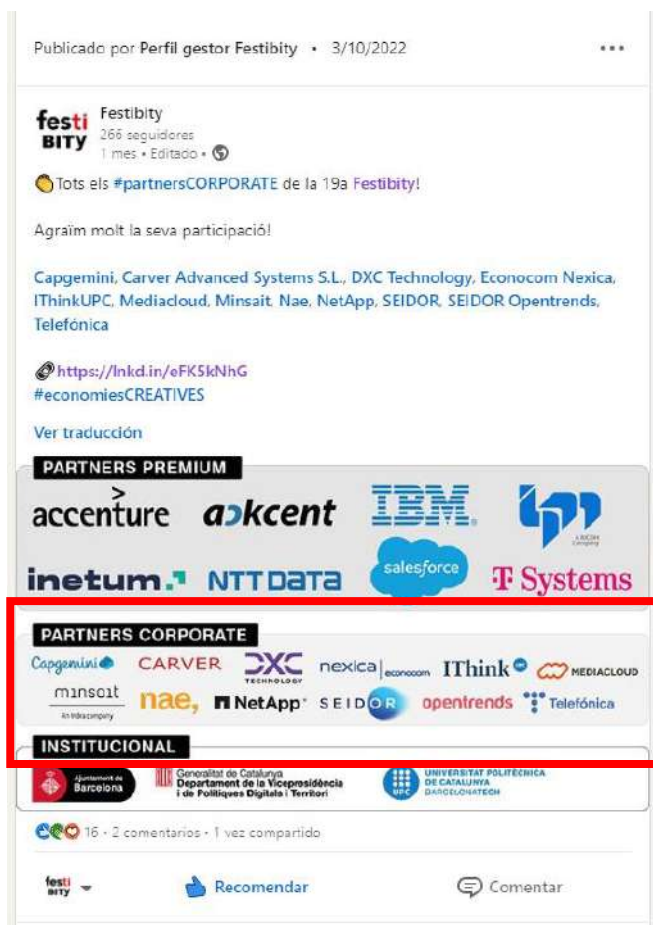 Publicado por Perfil gestor Festibity • 3/10/2022
festi
BITY
Festibity
266 seguidores
1 mes • Editado •
Tots els #partnersCORPORATE de la 19a Festibity!
Agraïm molt la seva participació!
Capgemini, Carver Advanced Systems S.L., DXC Technology, Econocom Nexica,
IThinkUPC, Mediacloud, Minsait, Nae, NetApp, SEIDOR, SEIDOR Opentrends,
Telefónica
https://lnkd.in/eFK5kNhG
#economiesCREATIVES
Ver traducción
PARTNERS PREMIUM
accenture ackcent IBM
inetum. NTT DATA salesforce T Systems
PARTNERS CORPORATE
Capgemini CARVER DXC TECHNOLOGY nexica econocom IThink MEDIACLOUD
minsait nae, NetApp SEIDOR opentrends Telefónica
An Indra company
INSTITUCIONAL
Ajuntament de
Barcelona
Generalitat de Catalunya
Departament de la Vicepresidència
i de Polítiques Digitals i Territori
UPC
UNIVERSITAT POLITÈCNICA
DE CATALUNYA
BARCELONATECH
16 • 2 comentarios • 1 vez compartido
festi
BITY
Recomendar
Comentar